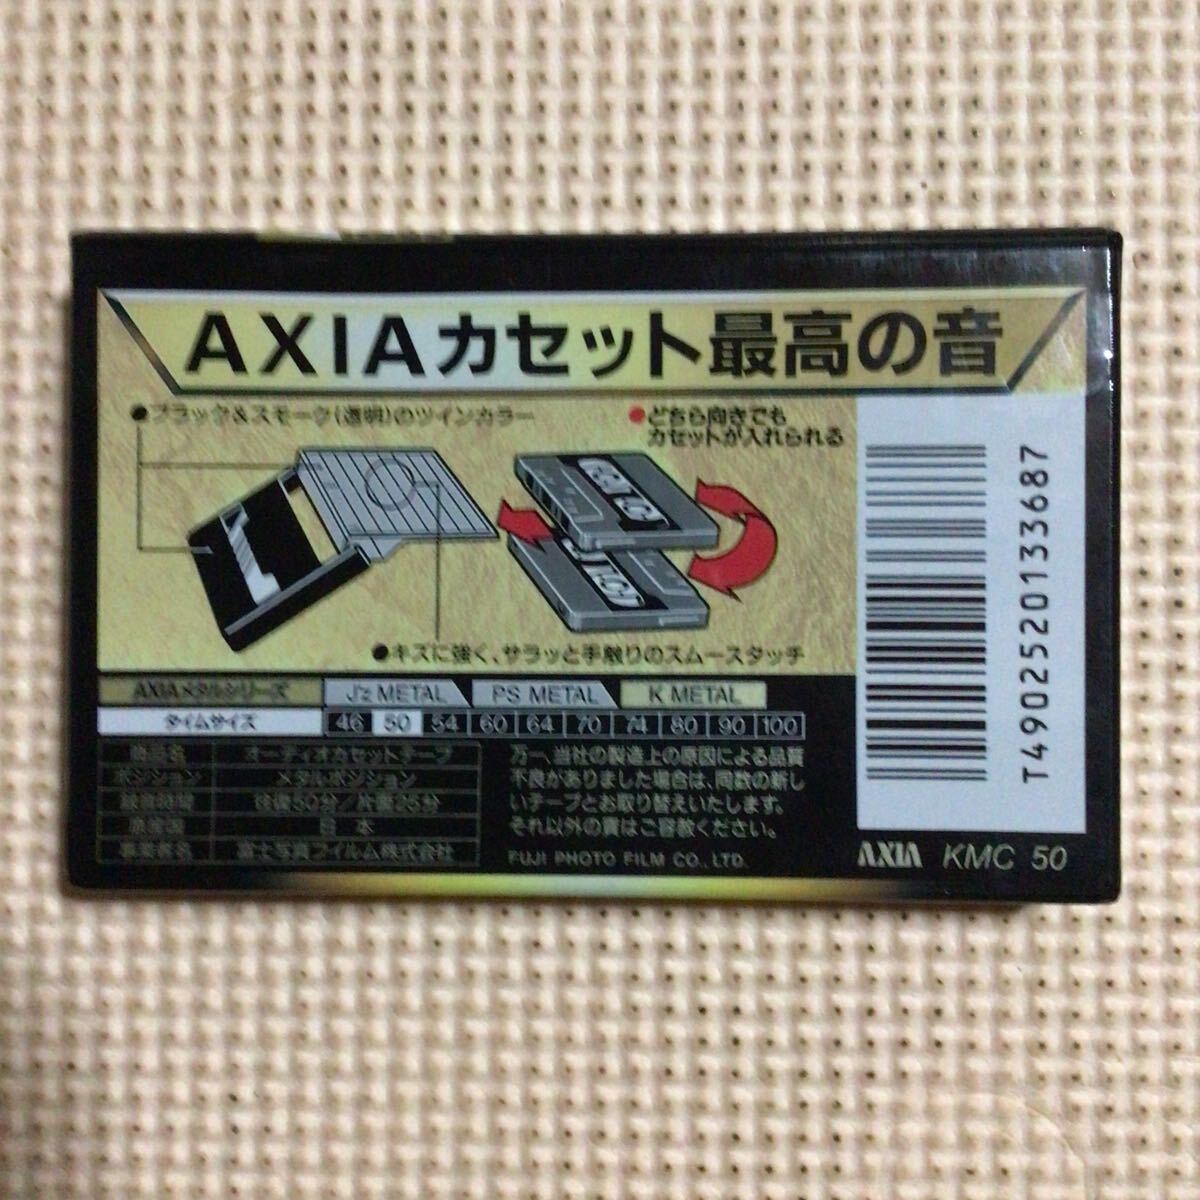 AXIAカセット最高の音
●ブラック&スモーク(透明)のツインカラー
●どちら向きでも
カセットが入れられる
●キズに強く、サラッと手触りのスムースタッチ
AXIAメタルシリーズ J'z METAL PS METAL K METAL
タイムサイズ 46 50 54 60 64 70 74 80 90 100
商品名 オーディオカセットテープ
ポジション メタルポジション
録音時間 往復50分/片面25分
原産国 日本
事業者名 富士写真フイルム株式会社
万一、当社の製造上の原因による品質
不良がありました場合は、同数の新し
いテープとお取り替えいたします。
それ以外の責はご容赦ください。
FUJI PHOTO FILM CO., LTD.
T4902520133687
AXIA KMC 50